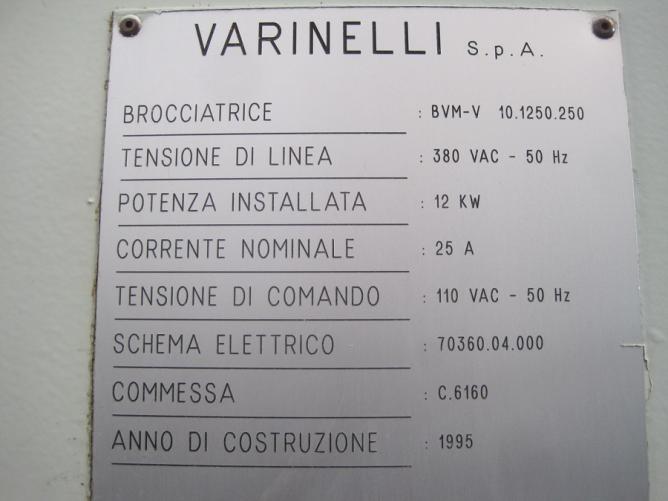 VARINELLI S.p.A.
BROCCIATRICE : BVM-V 10.1250.250
TENSIONE DI LINEA : 380 VAC - 50 Hz
POTENZA INSTALLATA : 12 KW
CORRENTE NOMINALE : 25 A
TENSIONE DI COMANDO : 110 VAC - 50 Hz
SCHEMA ELETTRICO : 70360.04.000
COMMESSA : C.6160
ANNO DI COSTRUZIONE : 1995